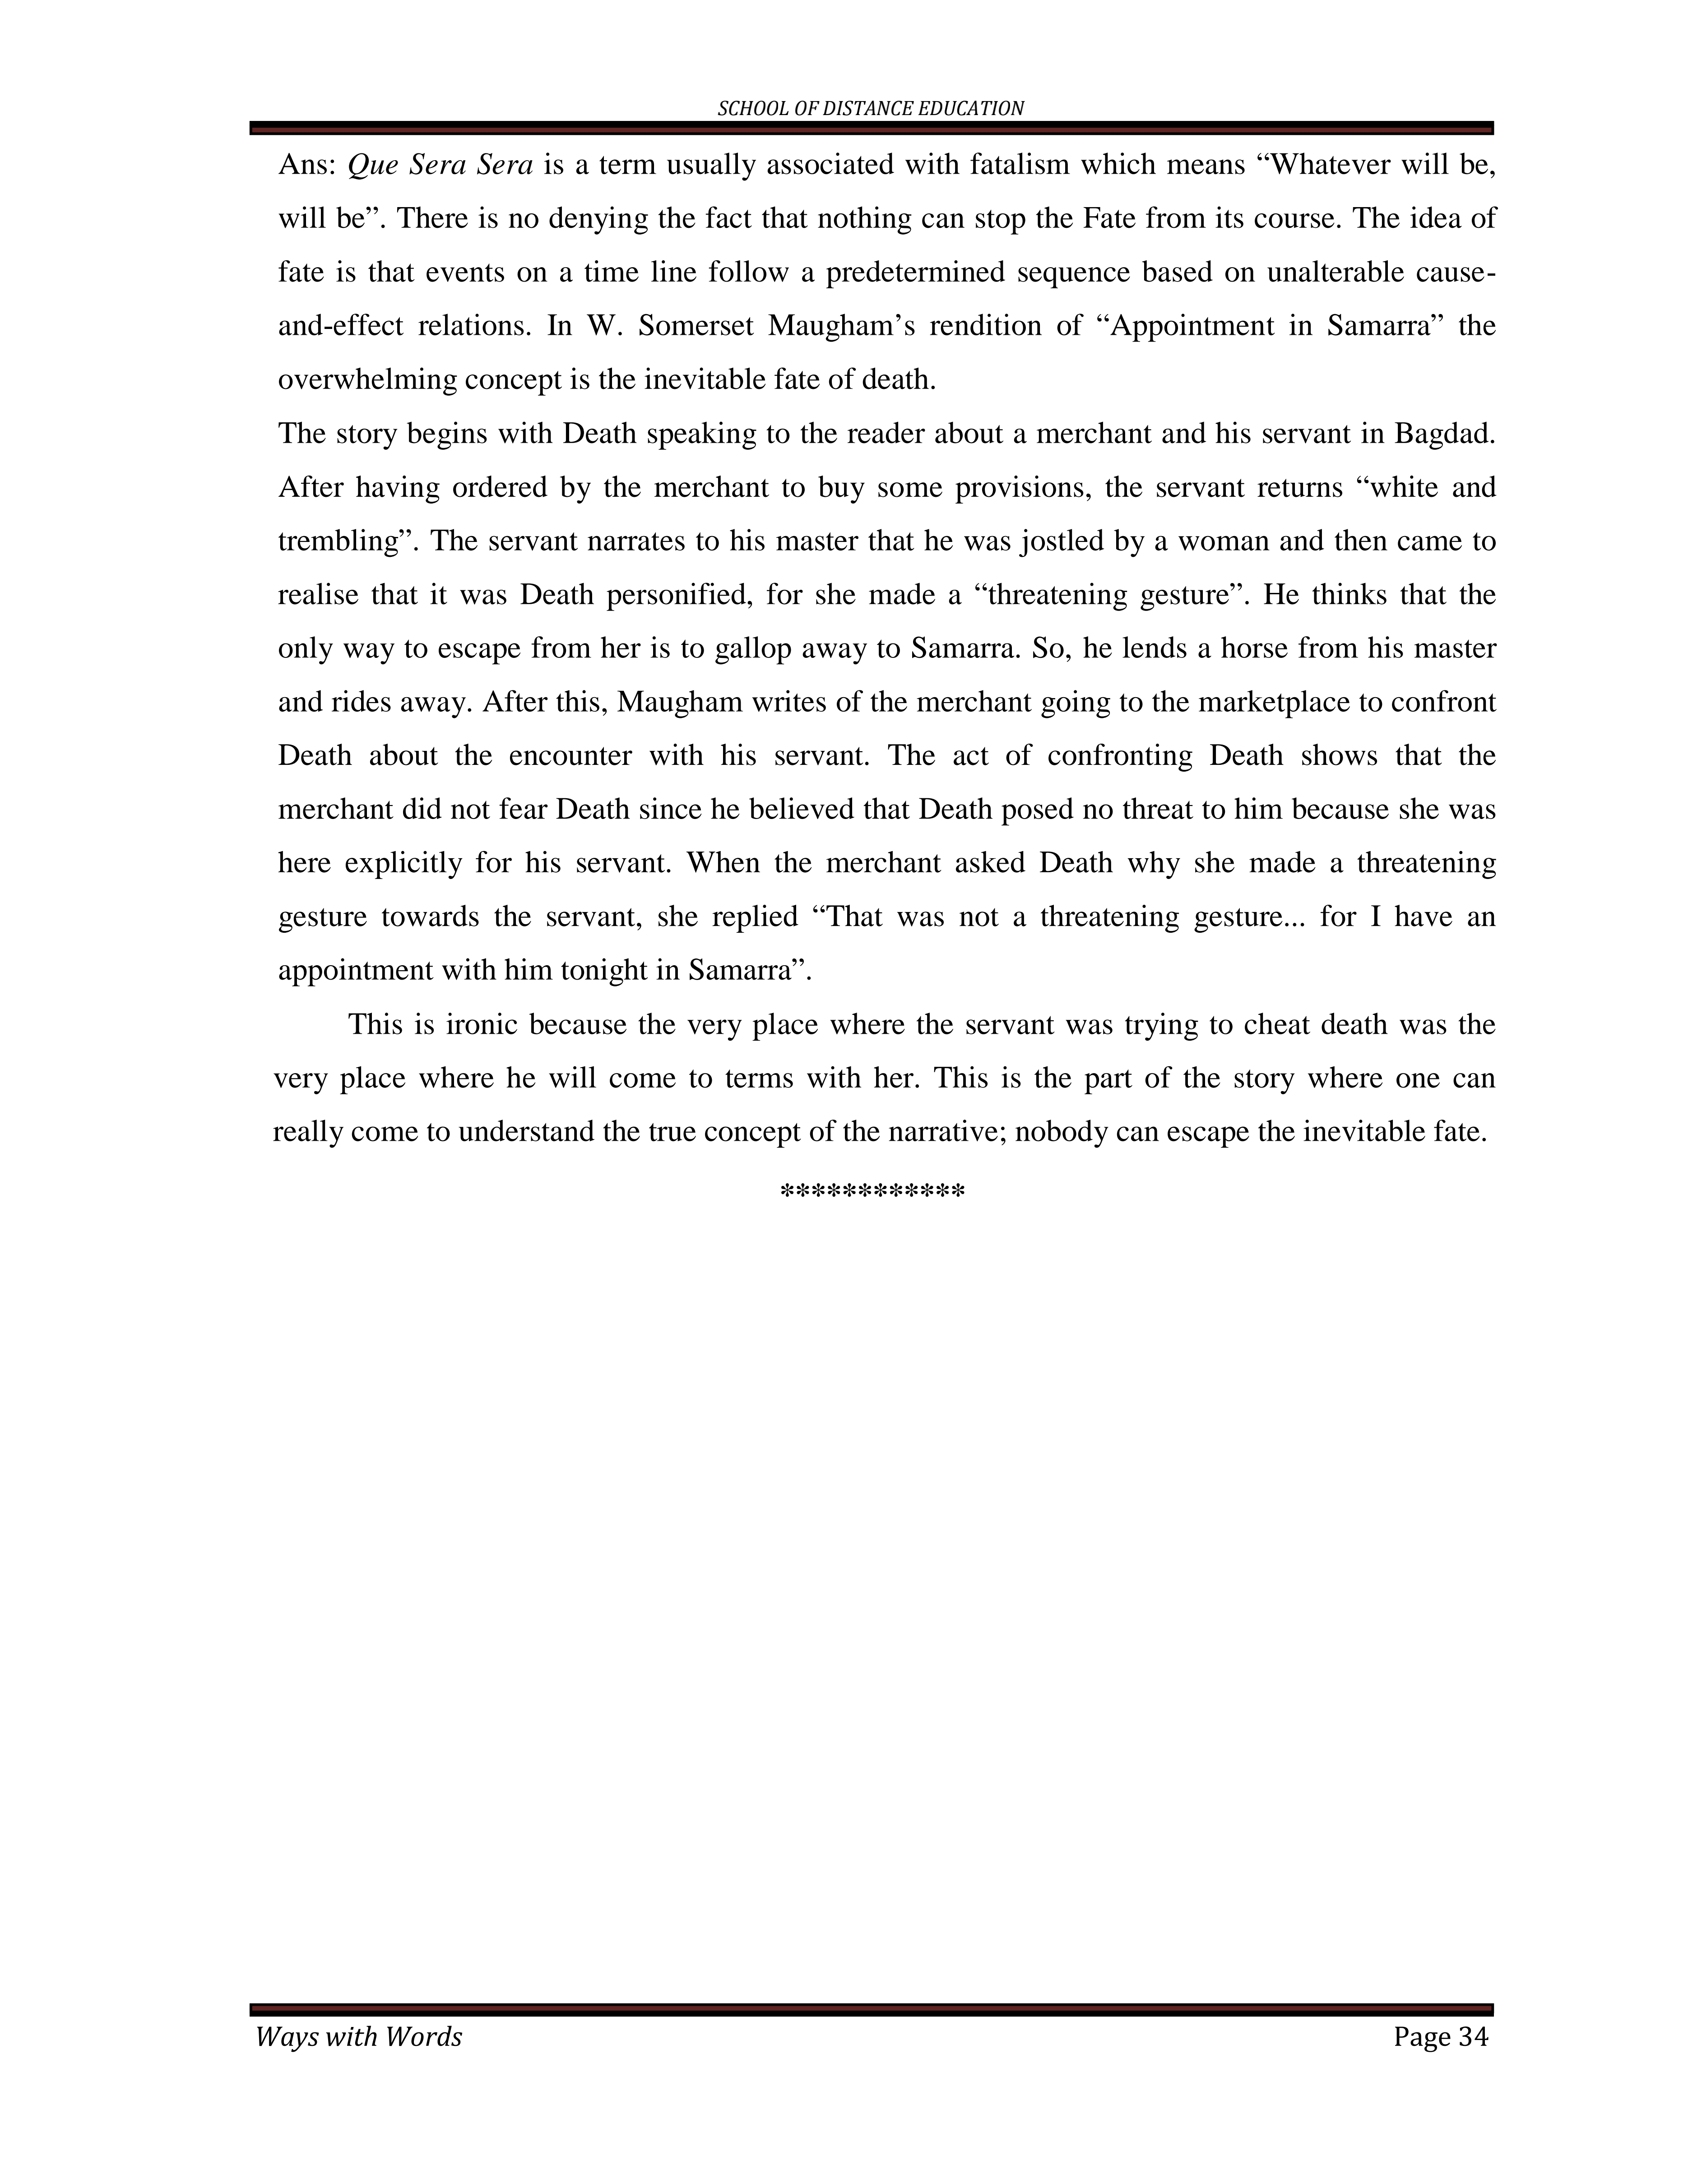 SCHOOL OF DISTANCE EDUCATION
Ans: Que Sera Sera is a term usually associated with fatalism which means “Whatever will be,
will be”. There is no denying the fact that nothing can stop the Fate from its course. The idea of
fate is that events on a time line follow a predetermined sequence based on unalterable cause-
and-effect relations. In W. Somerset Maugham’s rendition of “Appointment in Samarra” the
overwhelming concept is the inevitable fate of death.
The story begins with Death speaking to the reader about a merchant and his servant in Bagdad.
After having ordered by the merchant to buy some provisions, the servant returns “white and
trembling”. The servant narrates to his master that he was jostled by a woman and then came to
realise that it was Death personified, for she made a “threatening gesture”. He thinks that the
only way to escape from her is to gallop away to Samarra. So, he lends a horse from his master
and rides away. After this, Maugham writes of the merchant going to the marketplace to confront
Death about the encounter with his servant. The act of confronting Death shows that the
merchant did not fear Death since he believed that Death posed no threat to him because she was
here explicitly for his servant. When the merchant asked Death why she made a threatening
gesture towards the servant, she replied “That was not a threatening gesture... for I have an
appointment with him tonight in Samarra”.
This is ironic because the very place where the servant was trying to cheat death was the
very place where he will come to terms with her. This is the part of the story where one can
really come to understand the true concept of the narrative; nobody can escape the inevitable fate.
************
Ways with Words
Page 34